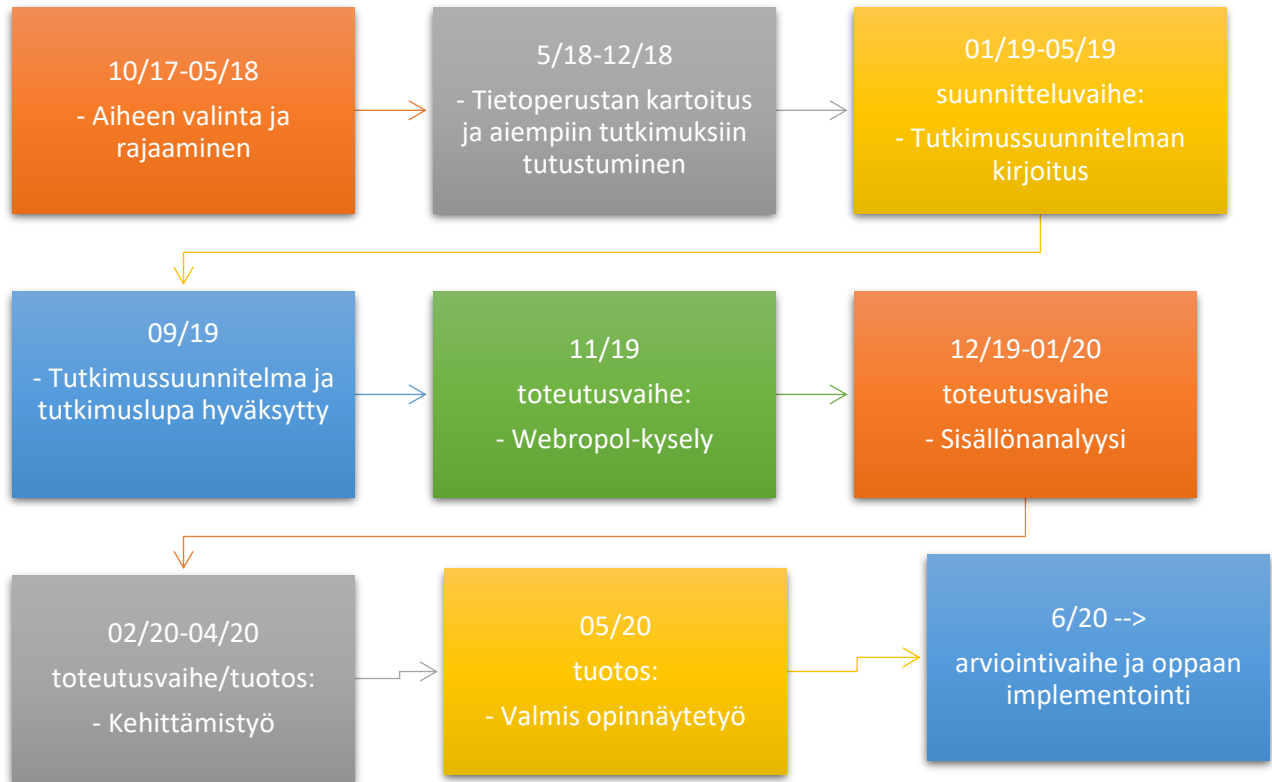 10/17-05/18
- Aiheen valinta ja
rajaaminen
5/18-12/18
- Tietoperustan kartoitus
ja aiempiin tutkimuksiin
tutustuminen
01/19-05/19
suunnitteluvaihe:
- Tutkimussuunnitelman
kirjoitus
09/19
- Tutkimussuunnitelma ja
tutkimuslupa hyväksytty
11/19
toteutusvaihe:
- Webropol-kysely
12/19-01/20
toteutusvaihe
- Sisällönanalyysi
02/20-04/20
toteutusvaihe/tuotos:
- Kehittämistyö
05/20
tuotos:
- Valmis opinnäytetyö
6/20 -->
arviointivaihe ja oppaan
implementointi